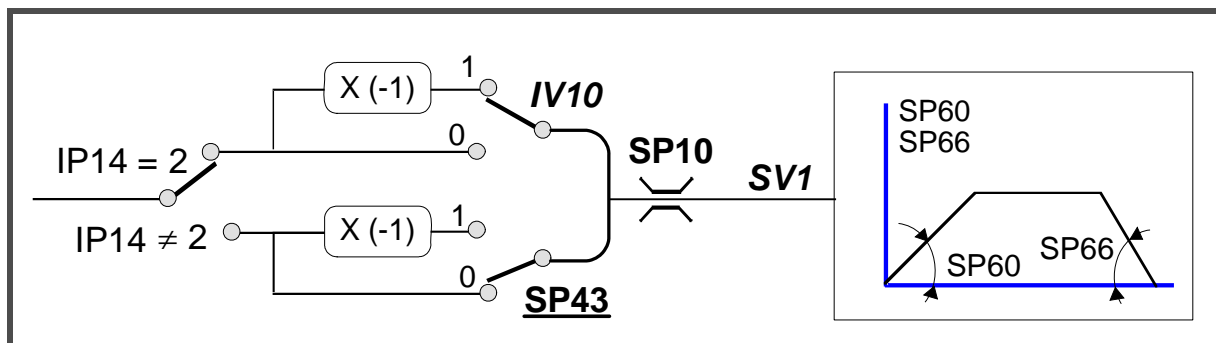 1
X (-1)
IV10
0
IP14 = 2
SP10
SV1
IP14 ≠ 2
X (-1)
1
0
SP43
SP60
SP66
SP60
SP66